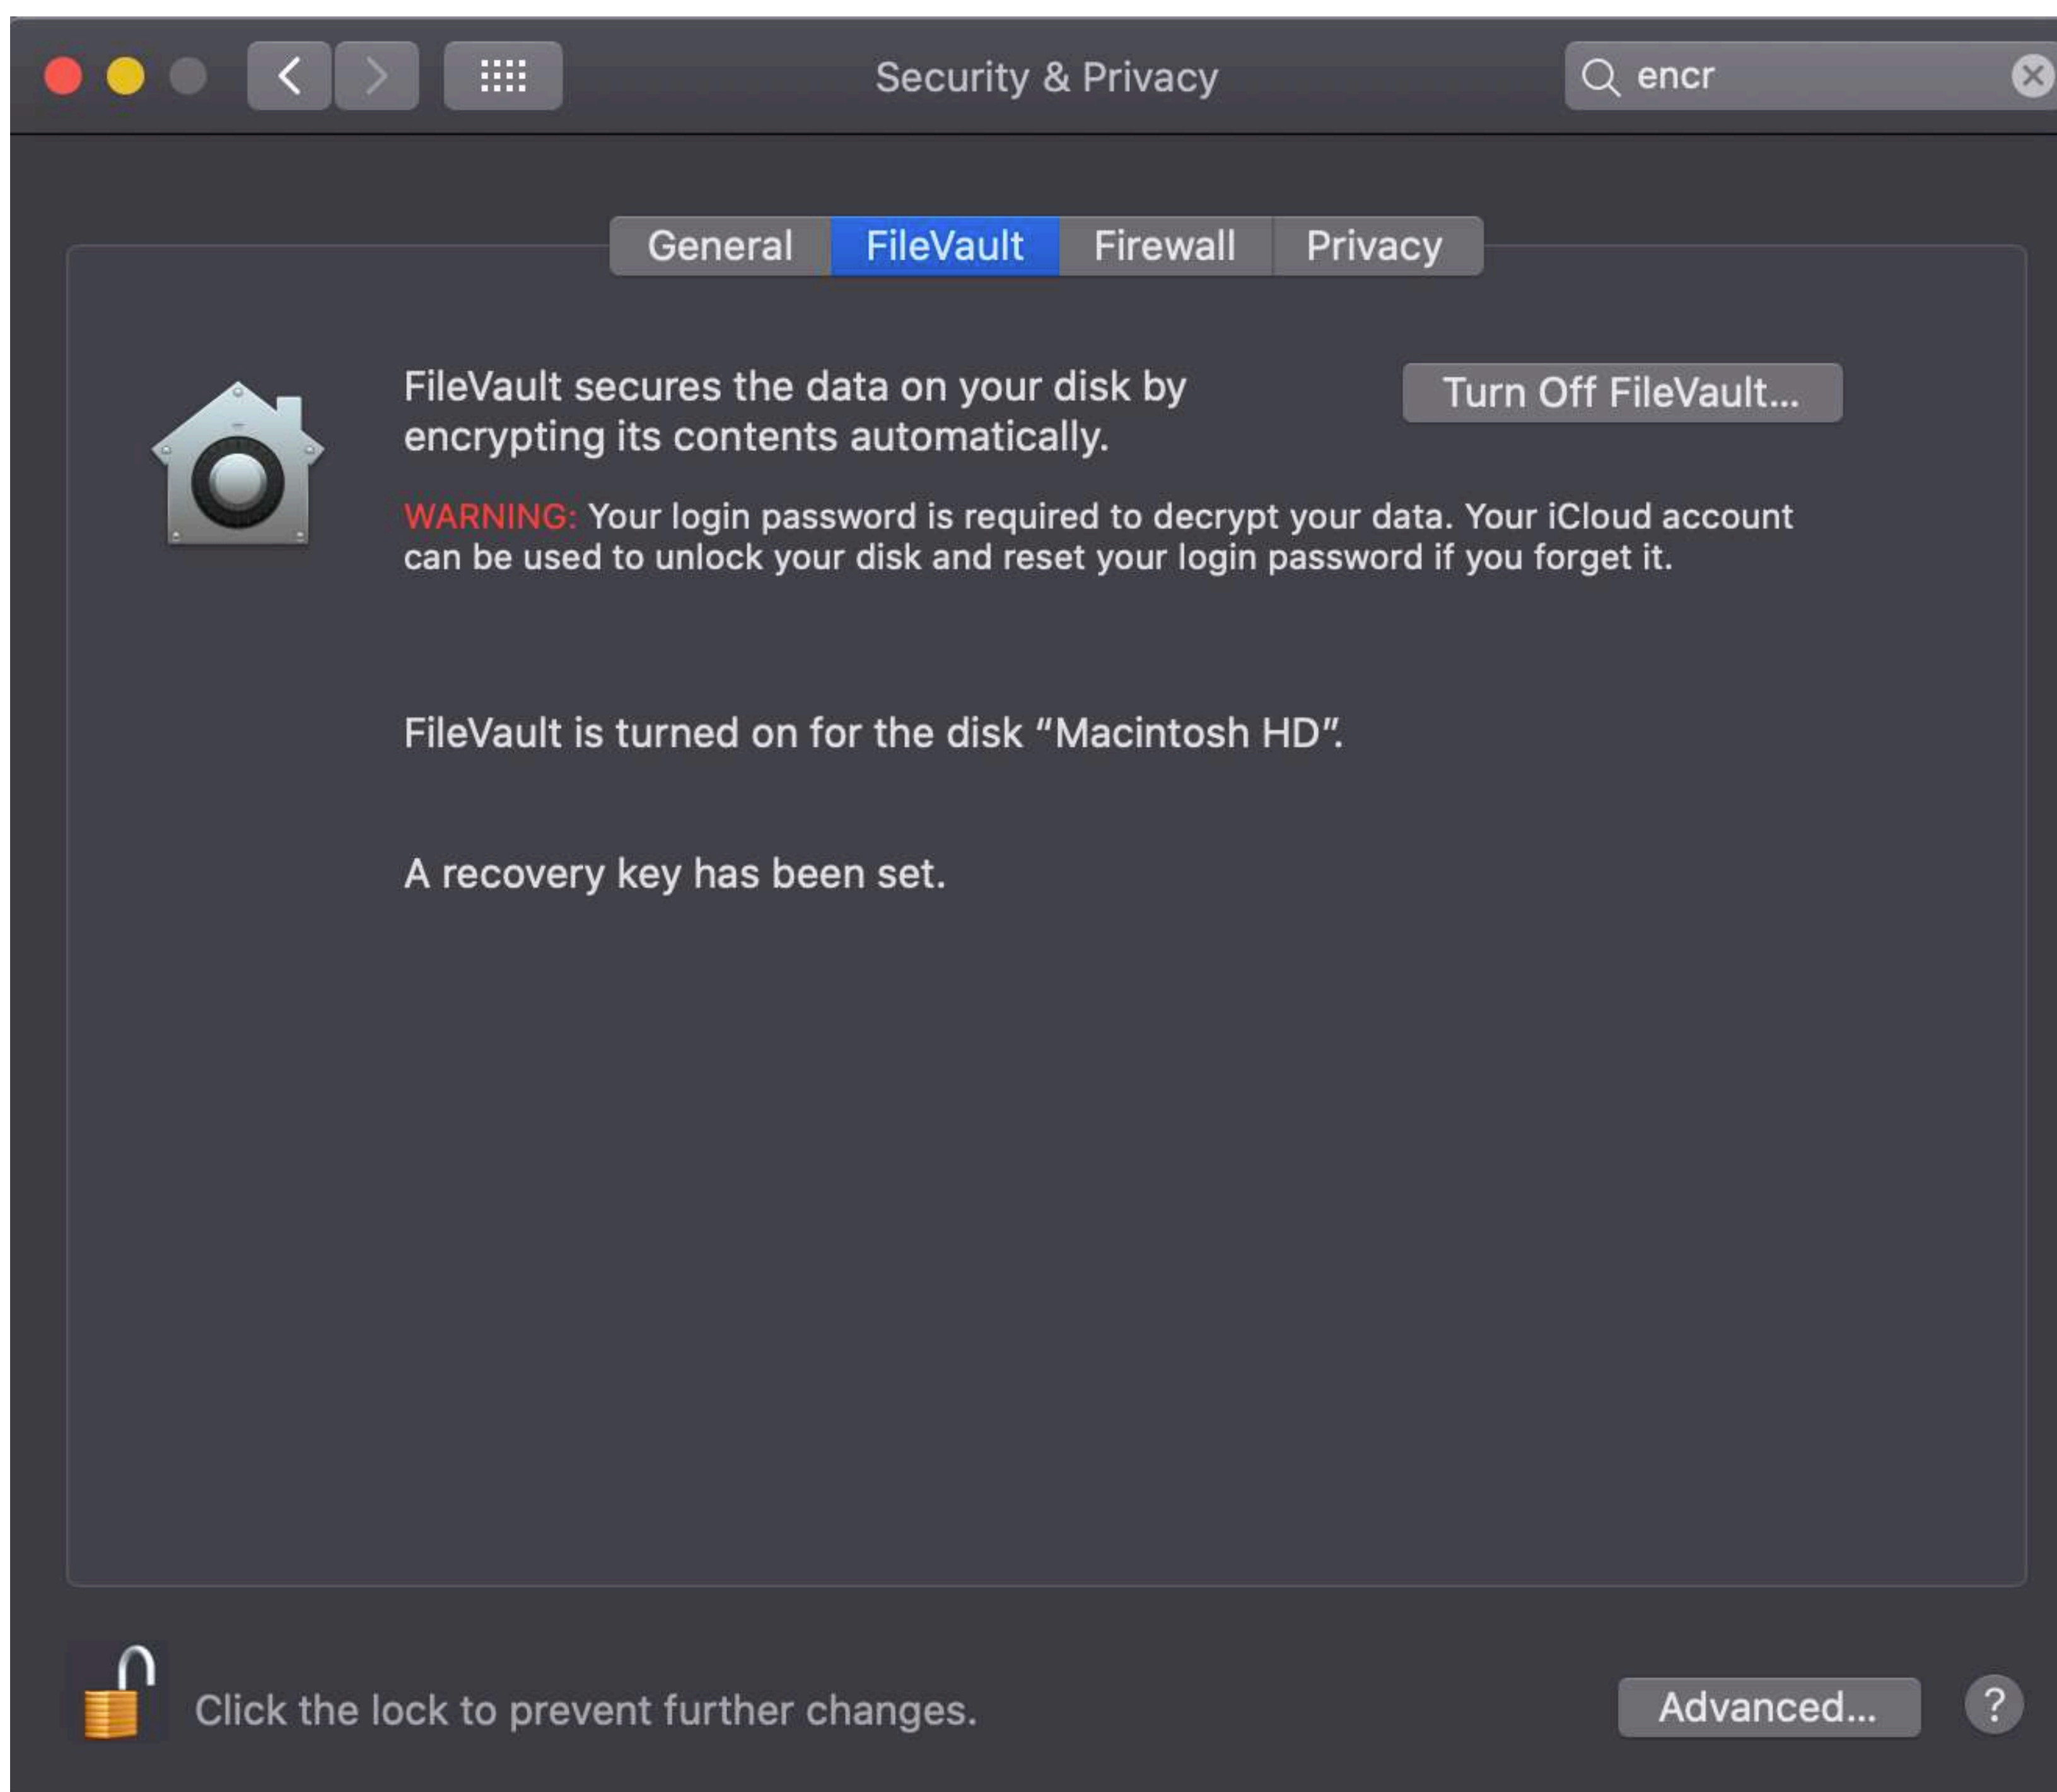 Security & Privacy
encr
General FileVault Firewall Privacy
FileVault secures the data on your disk by
encrypting its contents automatically.
Turn Off FileVault...
WARNING: Your login password is required to decrypt your data. Your iCloud account
can be used to unlock your disk and reset your login password if you forget it.
FileVault is turned on for the disk “Macintosh HD”.
A recovery key has been set.
Click the lock to prevent further changes.
Advanced...
?